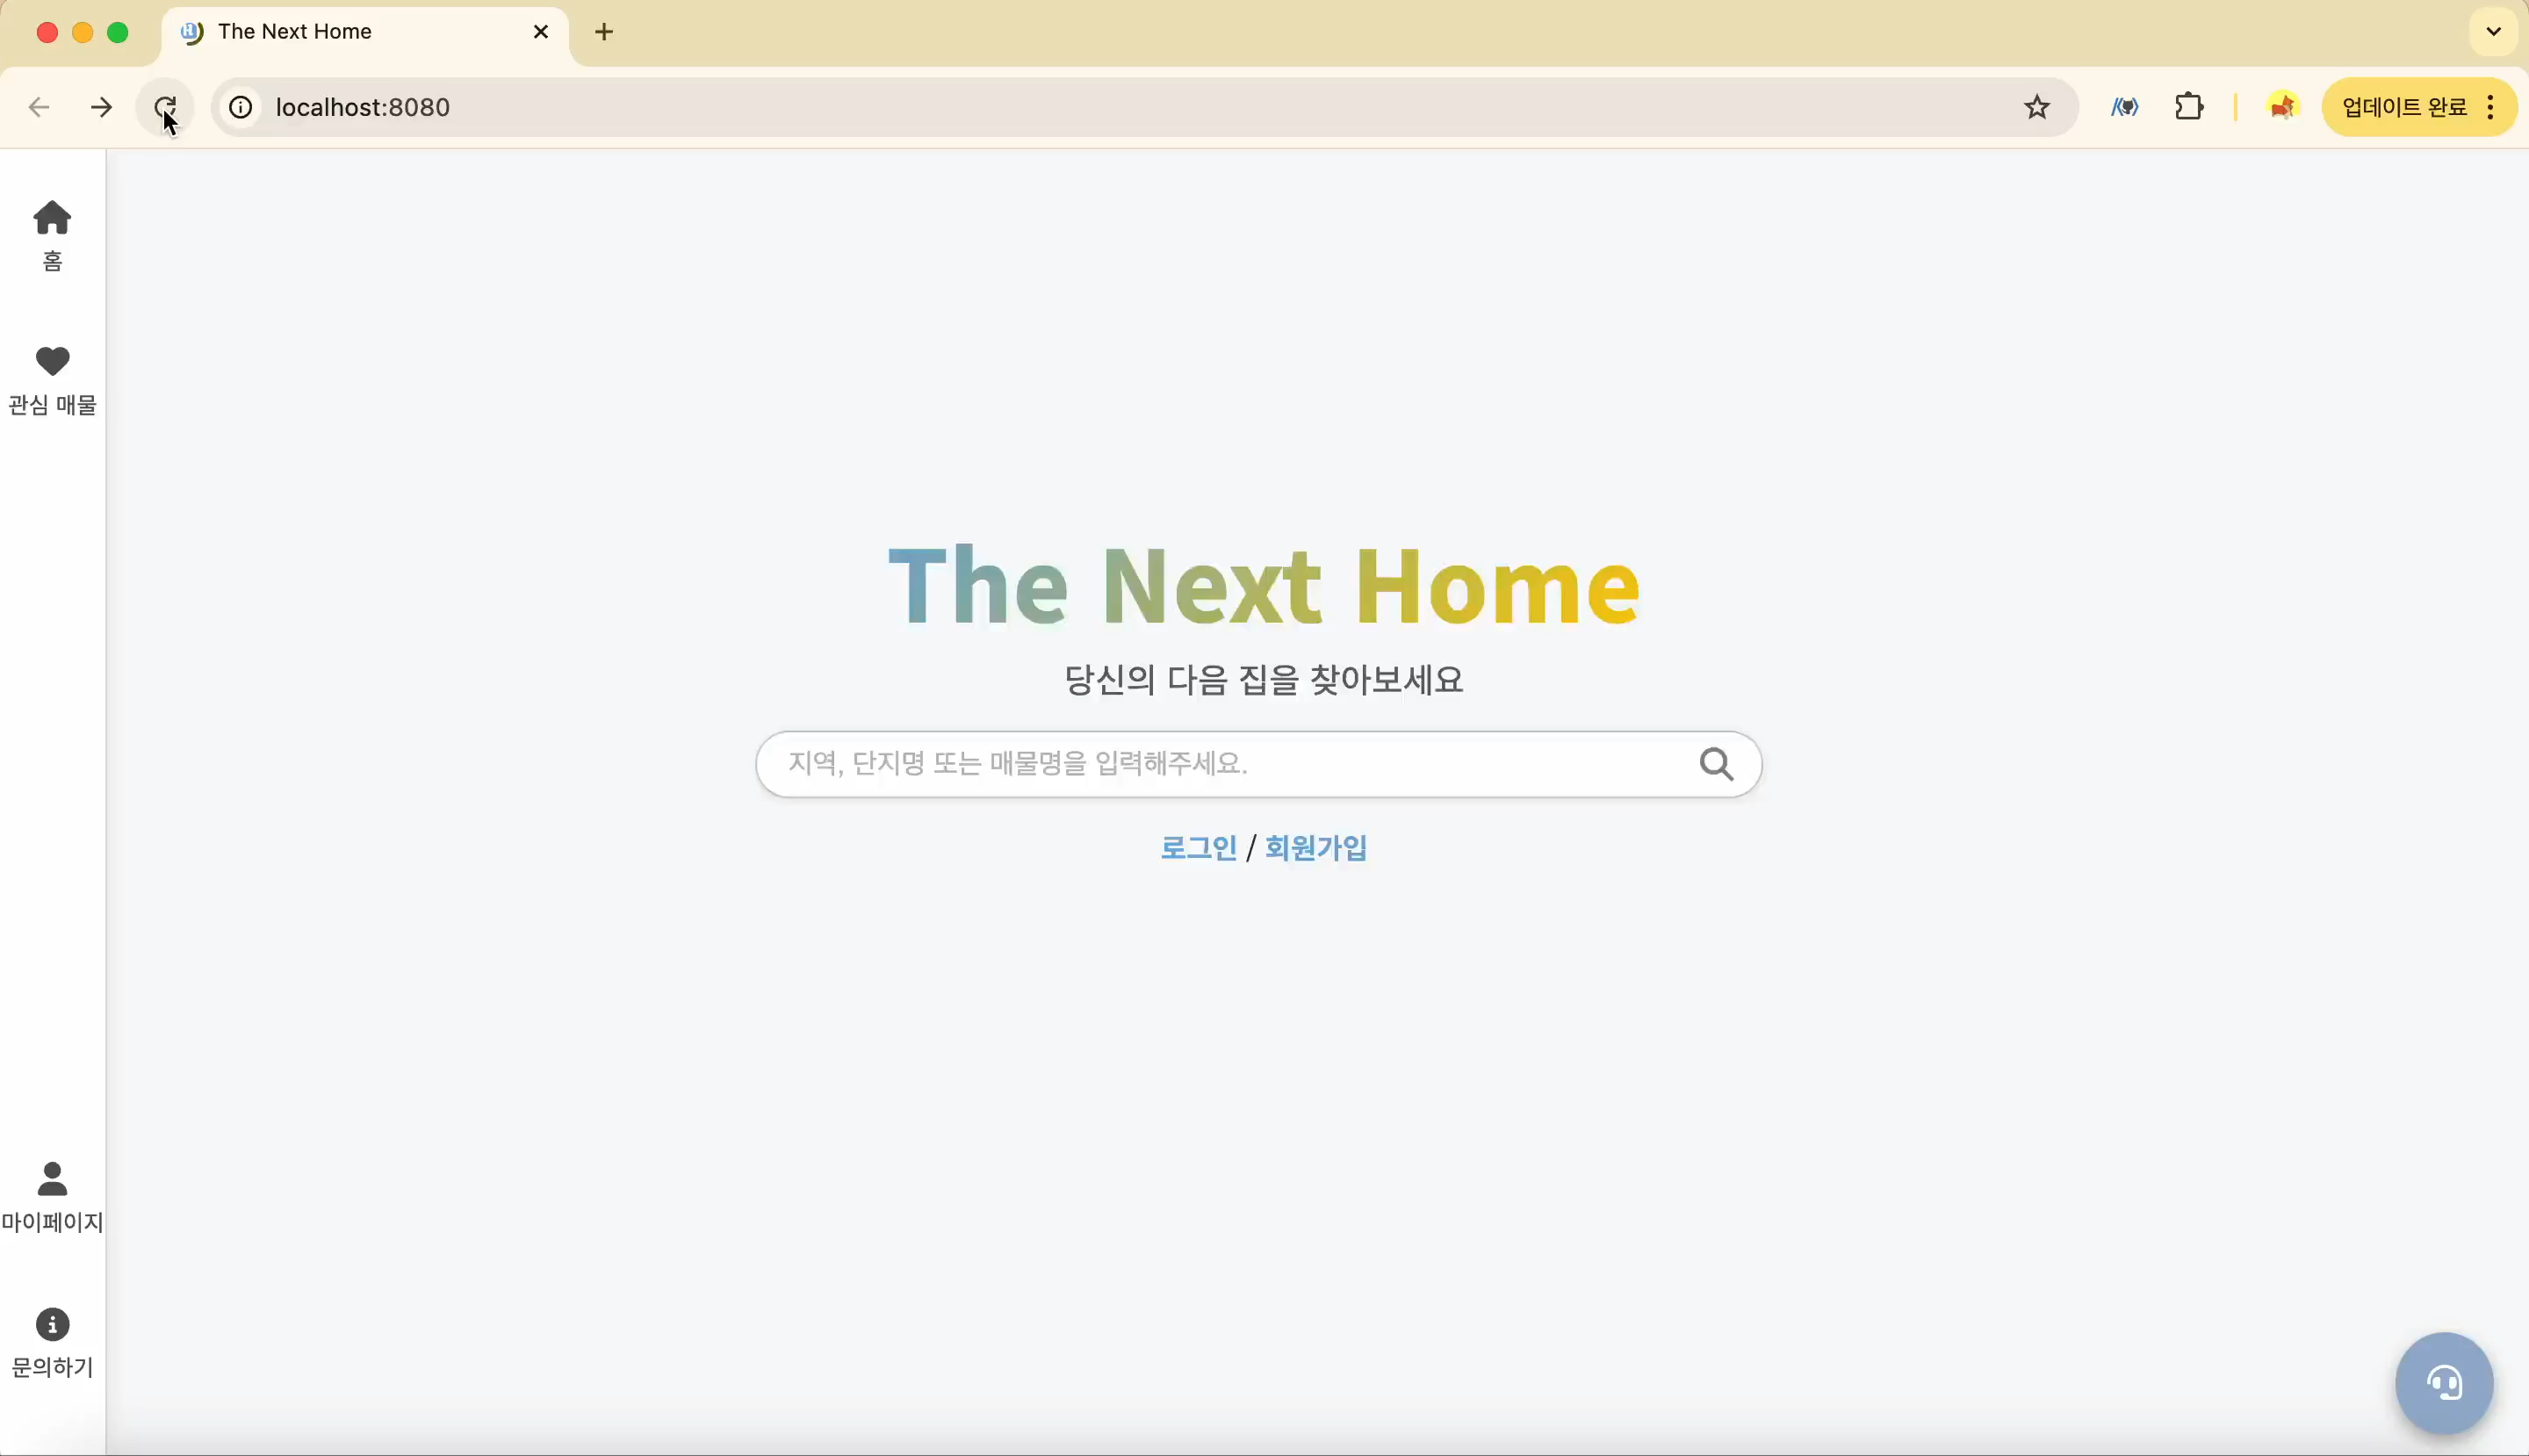 The Next Home
localhost:8080
업데이트 완료
홈
관심 매물
The Next Home
당신의 다음 집을 찾아보세요
지역, 단지명 또는 매물명을 입력해주세요.
로그인 / 회원가입
마이페이지
문의하기